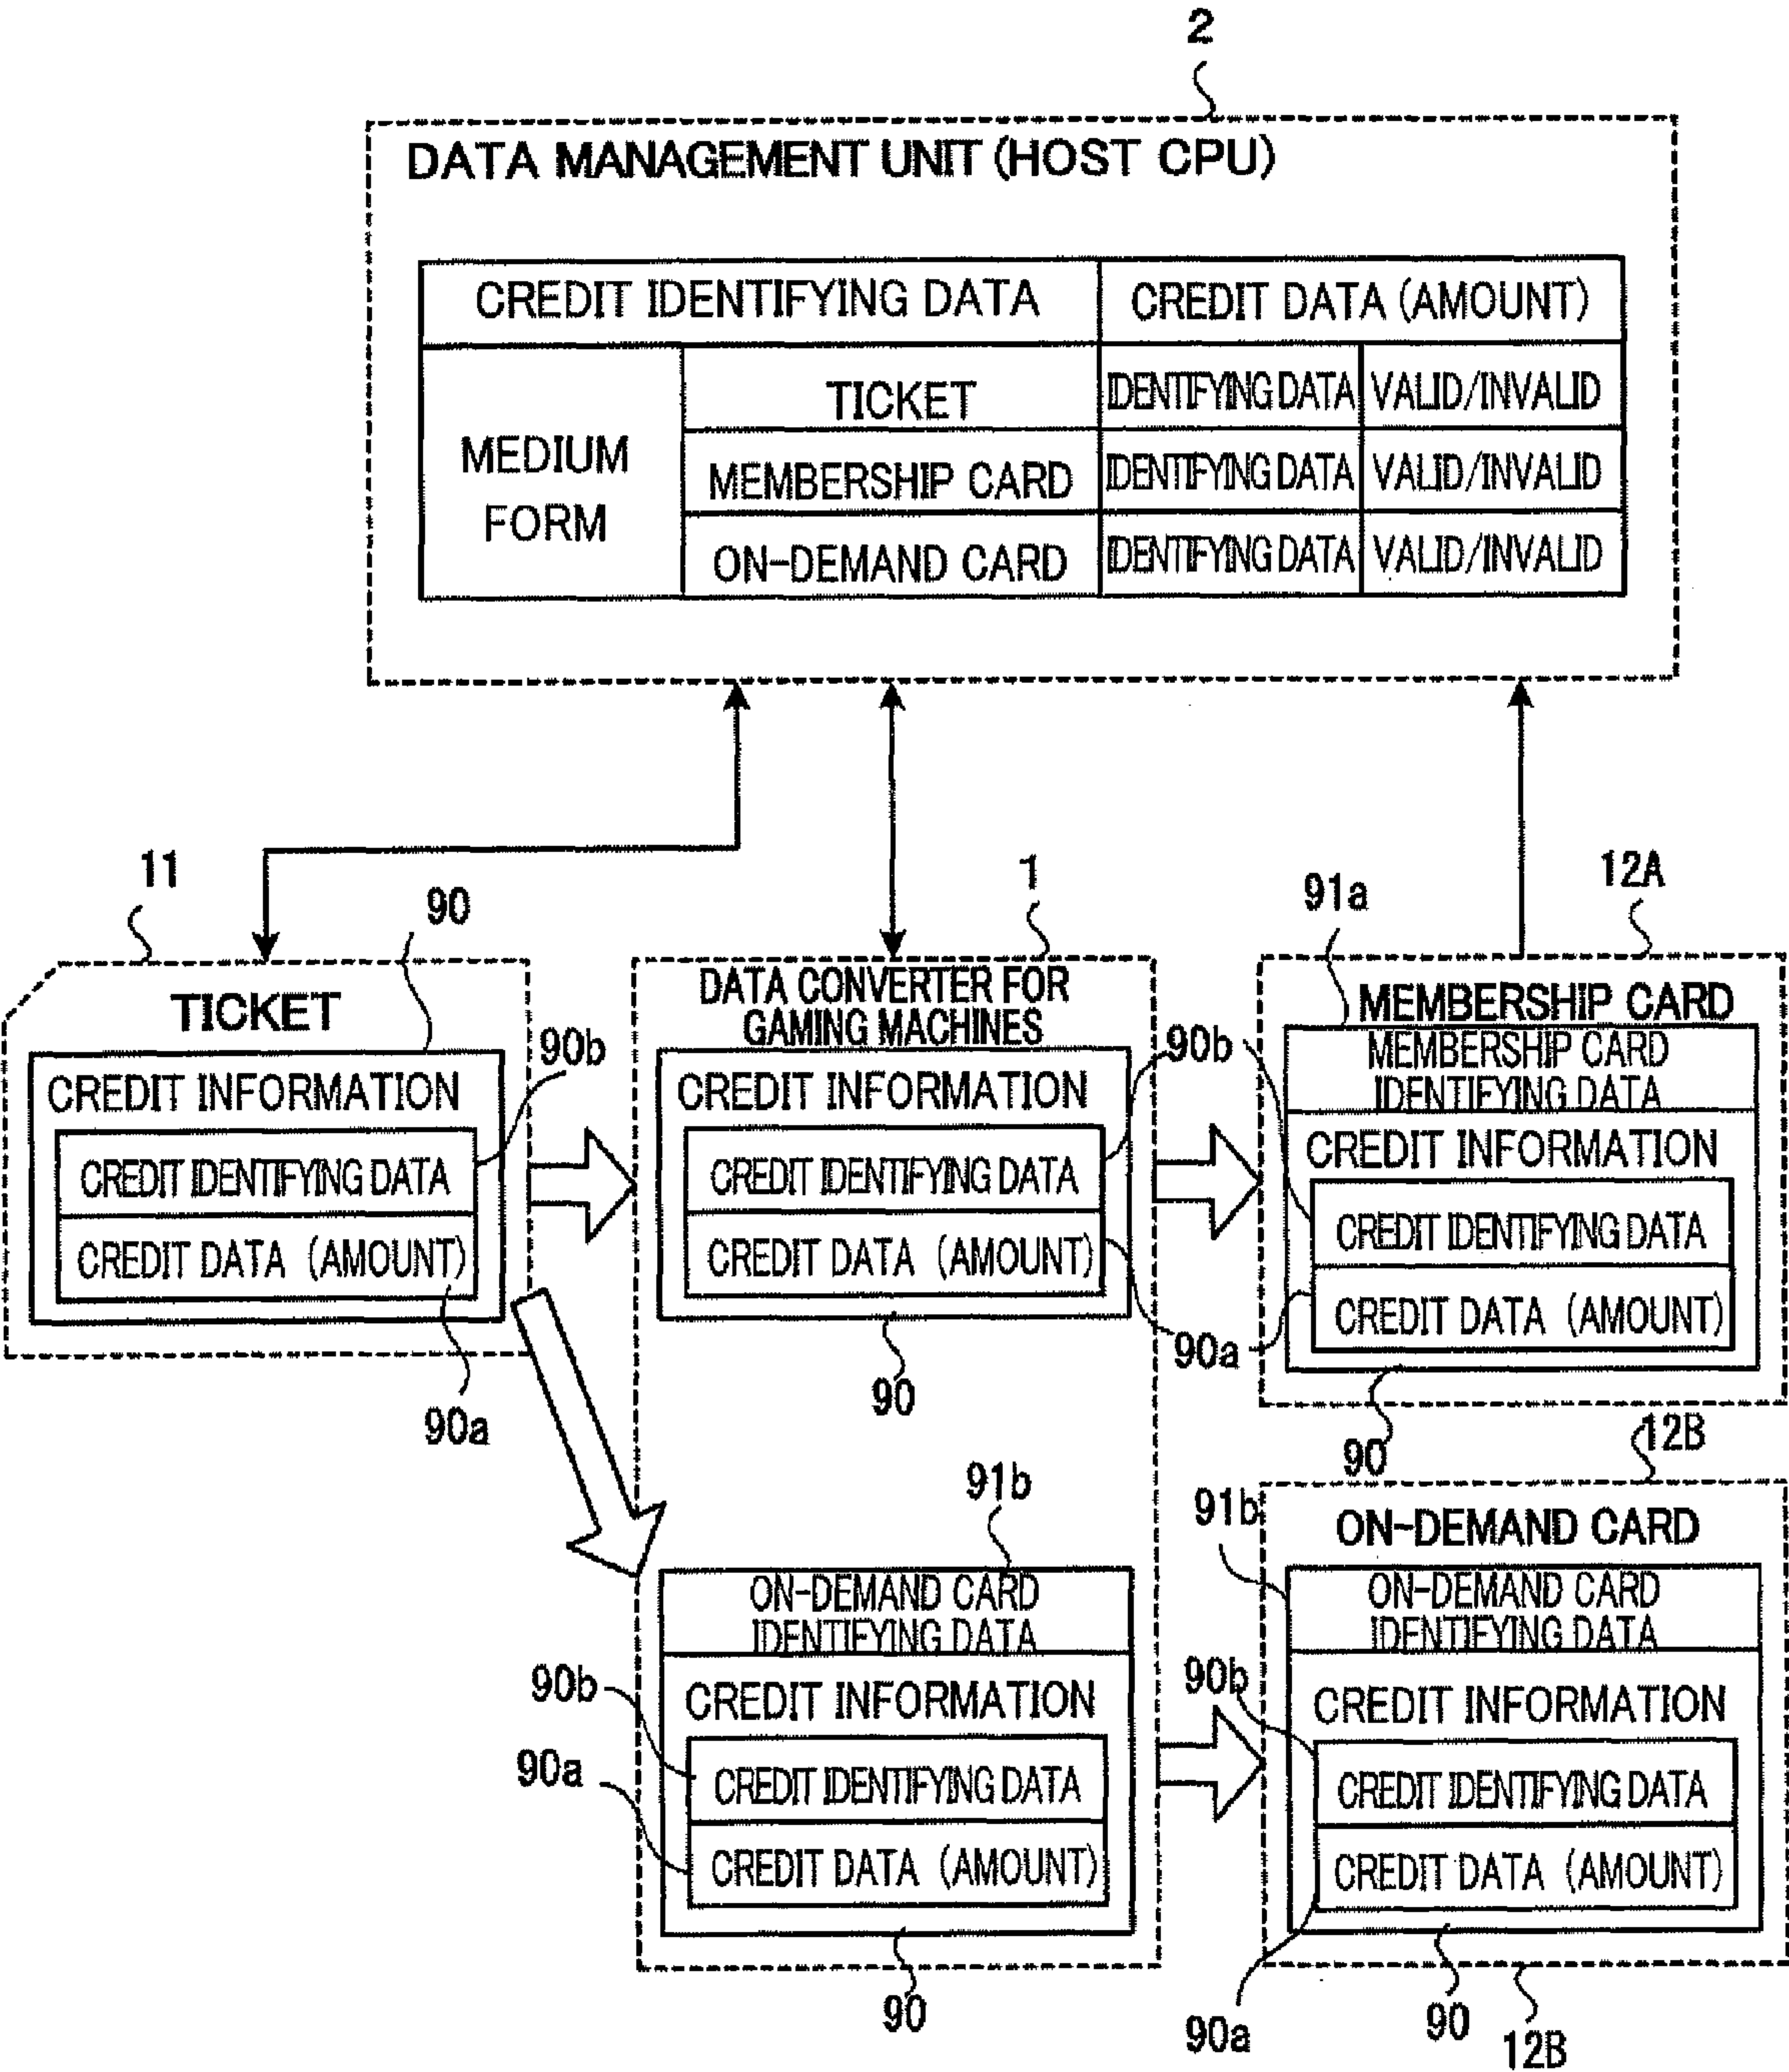 2
DATA MANAGEMENT UNIT (HOST CPU)
CREDIT IDENTIFYING DATA
CREDIT DATA (AMOUNT)
MEDIUM
FORM
TICKET
IDENTIFYING DATA
VALID/INVALID
MEMBERSHIP CARD
IDENTIFYING DATA
VALID/INVALID
ON-DEMAND CARD
IDENTIFYING DATA
VALID/INVALID
11
90
TICKET
90b
CREDIT INFORMATION
CREDIT IDENTIFYING DATA
CREDIT DATA (AMOUNT)
90a
1
DATA CONVERTER FOR
GAMING MACHINES
CREDIT INFORMATION
CREDIT IDENTIFYING DATA
CREDIT DATA (AMOUNT)
90
90b
90a
91a
12A
MEMBERSHIP CARD
MEMBERSHIP CARD
IDENTIFYING DATA
CREDIT INFORMATION
CREDIT IDENTIFYING DATA
CREDIT DATA (AMOUNT)
90
91b
ON-DEMAND CARD
IDENTIFYING DATA
90b
CREDIT INFORMATION
90a
CREDIT IDENTIFYING DATA
CREDIT DATA (AMOUNT)
90
12B
91b
ON-DEMAND CARD
ON-DEMAND CARD
IDENTIFYING DATA
90b
CREDIT INFORMATION
CREDIT IDENTIFYING DATA
CREDIT DATA (AMOUNT)
90a
90
12B